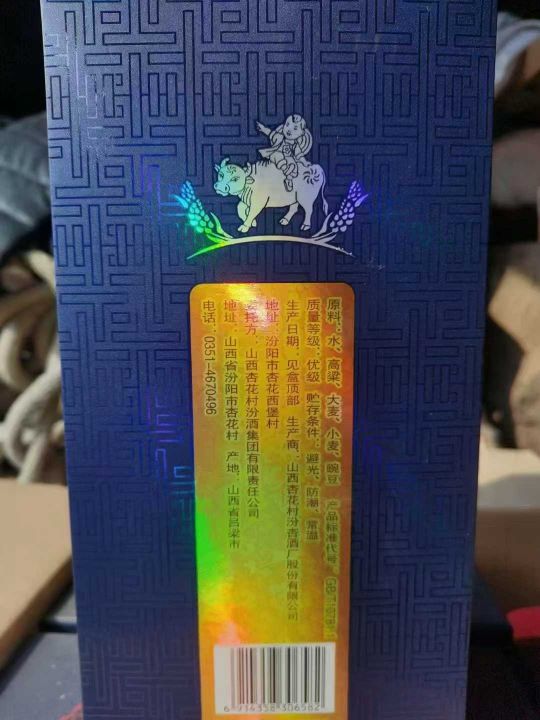 原料：水、高粱、大麦、小麦、豌豆 产品标准代号：
质量等级：优级 贮存条件：避光、防潮、常温
生产日期：见盒顶部 生产商：山西杏花村汾杏酒厂股份有限公司
地址：汾阳市杏花西堡村
委托方：山西杏花村汾酒集团有限责任公司
地址：山西省汾阳市杏花村 产地：山西省吕梁市
电话：0351-4670496
6 914358 306582